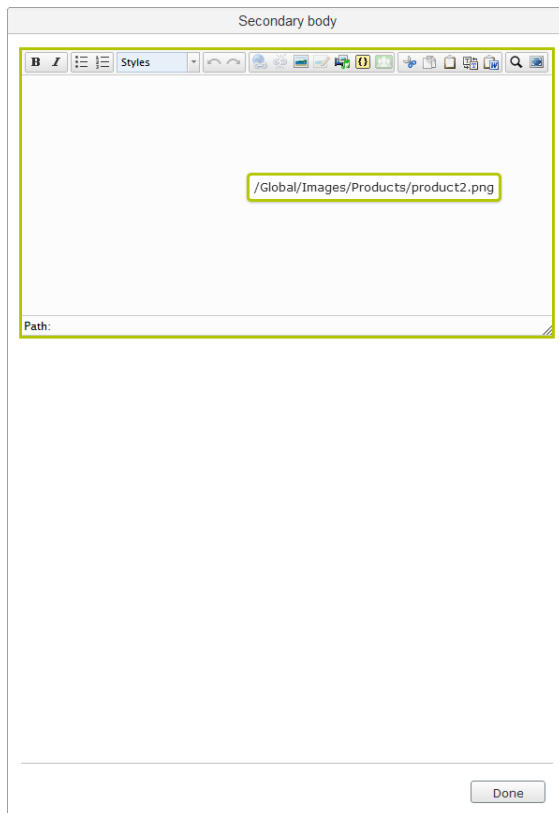 Secondary body
B I Styles
/Global/Images/Products/product2.png
Path:
Done